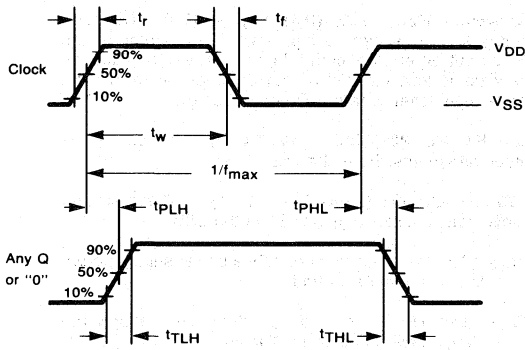 tr
tf
90%
VDD
Clock
50%
10%
VSS
tw
1/fmax
tPLH
tPHL
90%
Any Q
50%
or "0"
10%
tTLH
tTHL